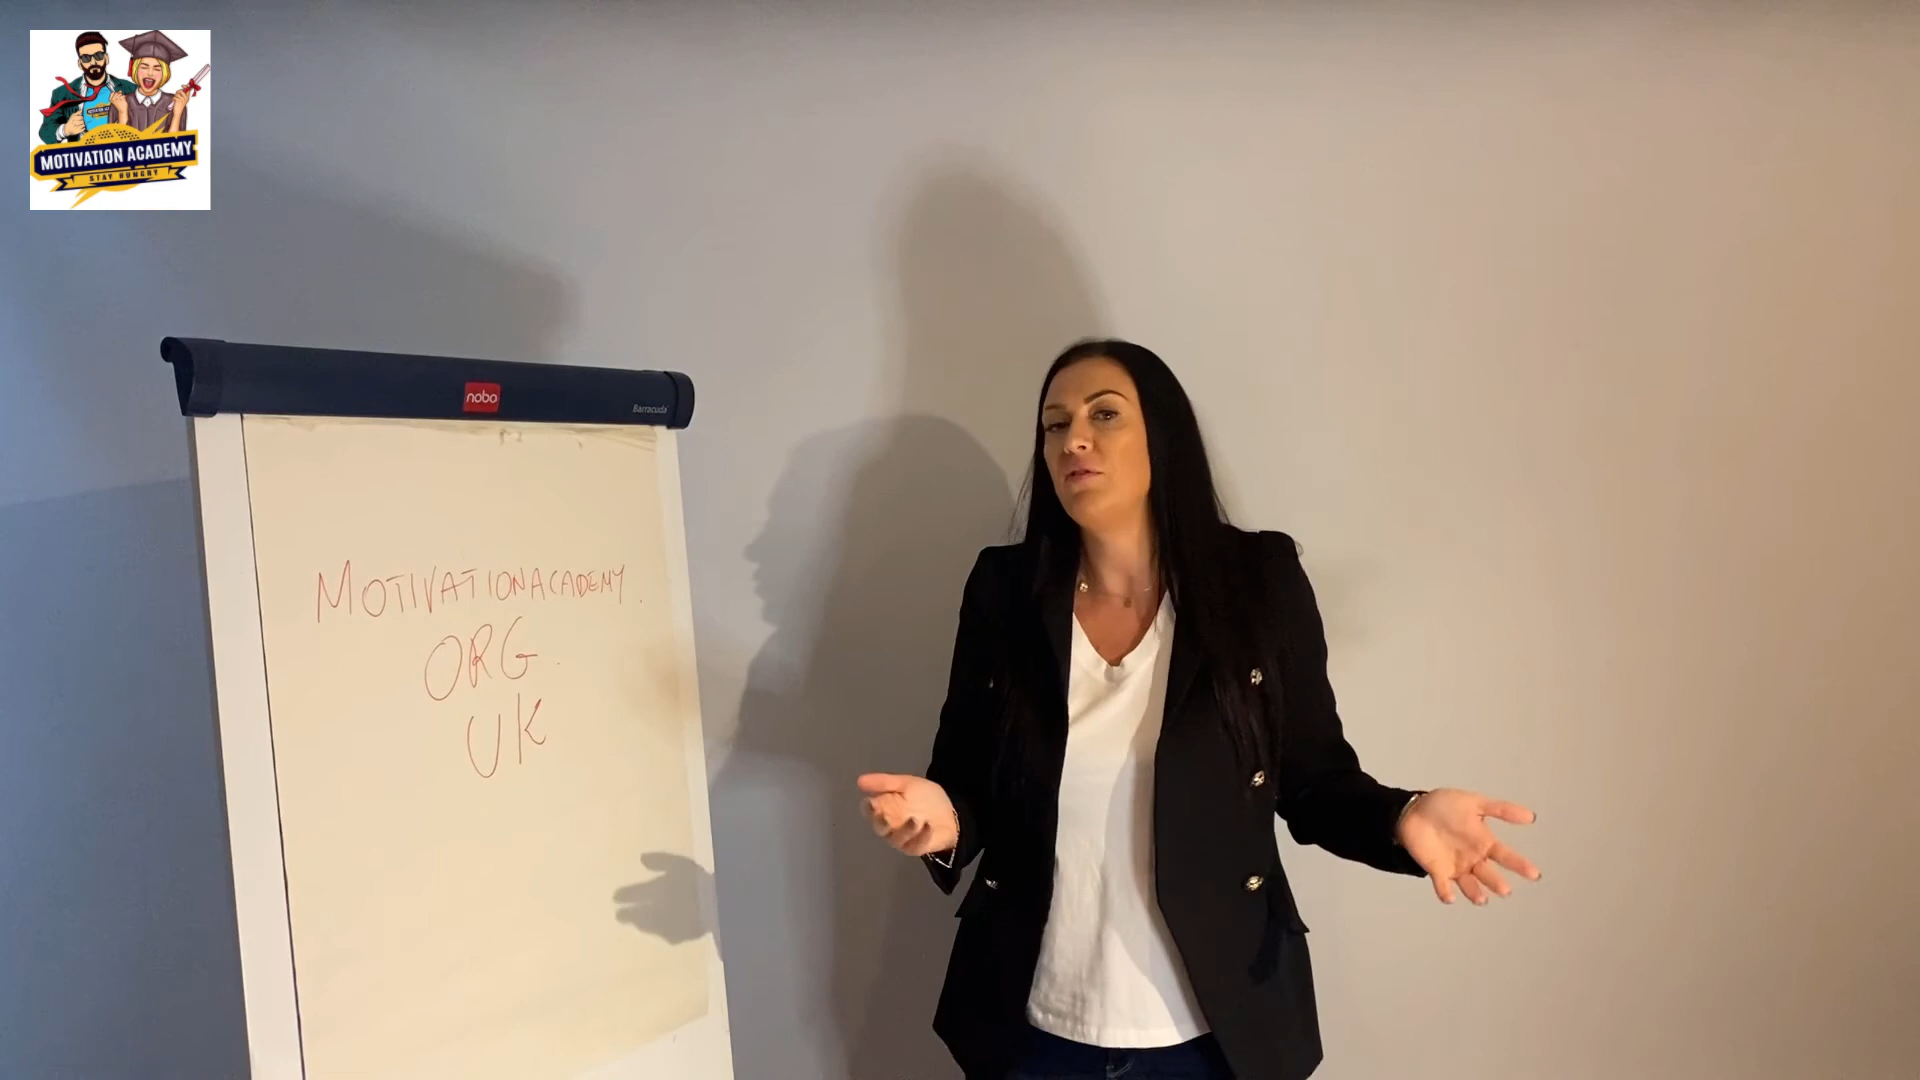 MOTIVATION ACADEMY
STAY HUNGRY
nobo
Barracuda
MOTIVATIONACADEMY.
ORG.
UK